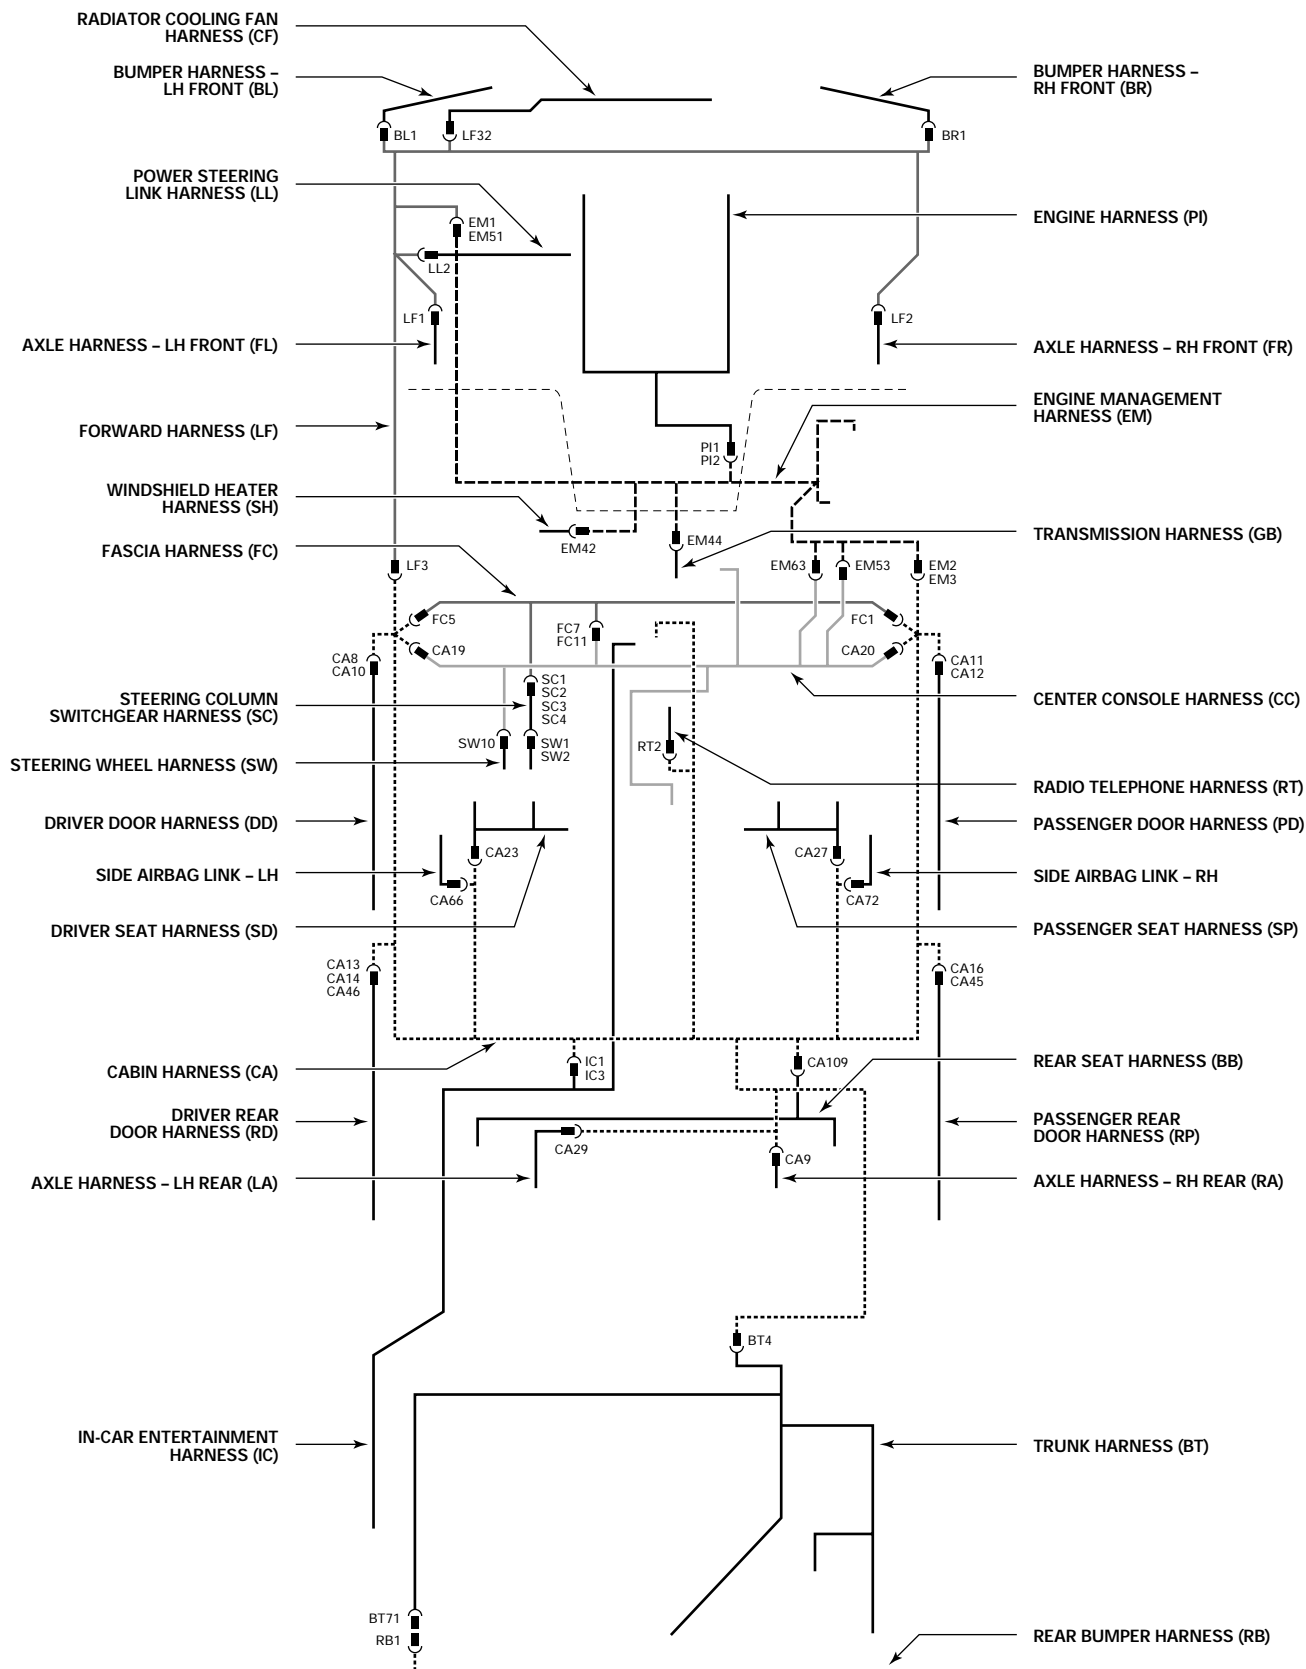 RADIATOR COOLING FAN
HARNESS (CF)
BUMPER HARNESS –
LH FRONT (BL)
BUMPER HARNESS –
RH FRONT (BR)
BL1
LF32
BR1
POWER STEERING
LINK HARNESS (LL)
EM1
EM51
ENGINE HARNESS (PI)
LL2
LF1
LF2
AXLE HARNESS – LH FRONT (FL)
AXLE HARNESS – RH FRONT (FR)
ENGINE MANAGEMENT
HARNESS (EM)
FORWARD HARNESS (LF)
PI1
PI2
WINDSHIELD HEATER
HARNESS (SH)
EM42
EM44
TRANSMISSION HARNESS (GB)
FASCIA HARNESS (FC)
LF3
EM63
EM53
EM2
EM3
FC5
FC7
FC11
FC1
CA8
CA10
CA19
CA20
CA11
CA12
STEERING COLUMN
SWITCHGEAR HARNESS (SC)
SC1
SC2
SC3
SC4
CENTER CONSOLE HARNESS (CC)
SW10
SW1
SW2
RT2
STEERING WHEEL HARNESS (SW)
RADIO TELEPHONE HARNESS (RT)
DRIVER DOOR HARNESS (DD)
PASSENGER DOOR HARNESS (PD)
CA23
CA27
SIDE AIRBAG LINK – LH
SIDE AIRBAG LINK – RH
CA66
CA72
DRIVER SEAT HARNESS (SD)
PASSENGER SEAT HARNESS (SP)
CA13
CA14
CA46
CA16
CA45
IC1
IC3
CA109
CABIN HARNESS (CA)
REAR SEAT HARNESS (BB)
DRIVER REAR
DOOR HARNESS (RD)
PASSENGER REAR
DOOR HARNESS (RP)
CA29
CA9
AXLE HARNESS – LH REAR (LA)
AXLE HARNESS – RH REAR (RA)
BT4
IN-CAR ENTERTAINMENT
HARNESS (IC)
TRUNK HARNESS (BT)
BT71
RB1
REAR BUMPER HARNESS (RB)